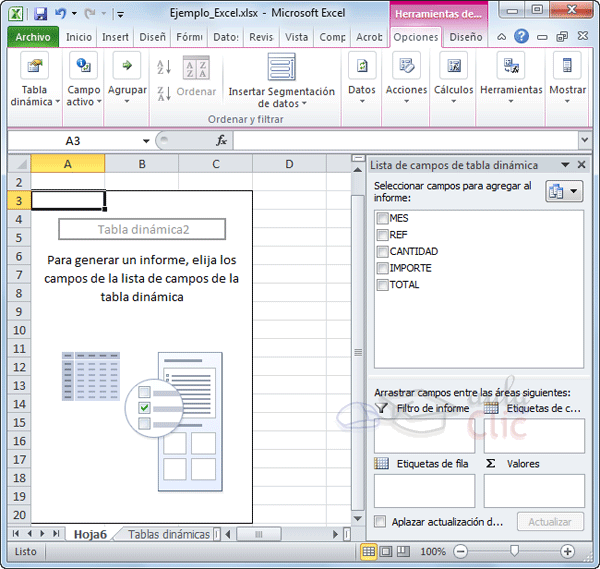 Ejemplo_Excel.xlsx - Microsoft Excel
Herramientas de...
Archivo Inicio Insert Diseñ Fórmu Datos Revis Vista Comp Acrob Opciones Diseño
Tabla dinámica
Campo activo
Agrupar
Ordenar
Insertar Segmentación de datos
Datos
Acciones
Cálculos
Herramientas
Mostrar
Ordenar y filtrar
A3
fx
A B C D
2
3
4
5
6
7
8
9
10
11
12
13
14
15
16
17
18
19
20
Tabla dinámica2
Para generar un informe, elija los
campos de la lista de campos de la
tabla dinámica
Lista de campos de tabla dinámica
Seleccionar campos para agregar al
informe:
MES
REF
CANTIDAD
IMPORTE
TOTAL
Arrastrar campos entre las áreas siguientes:
Filtro de informe
Etiquetas de c...
Etiquetas de fila
Σ Valores
Aplazar actualización d...
Actualizar
aula
Clic
Hoja6 Tablas dinámicas
Listo
100%